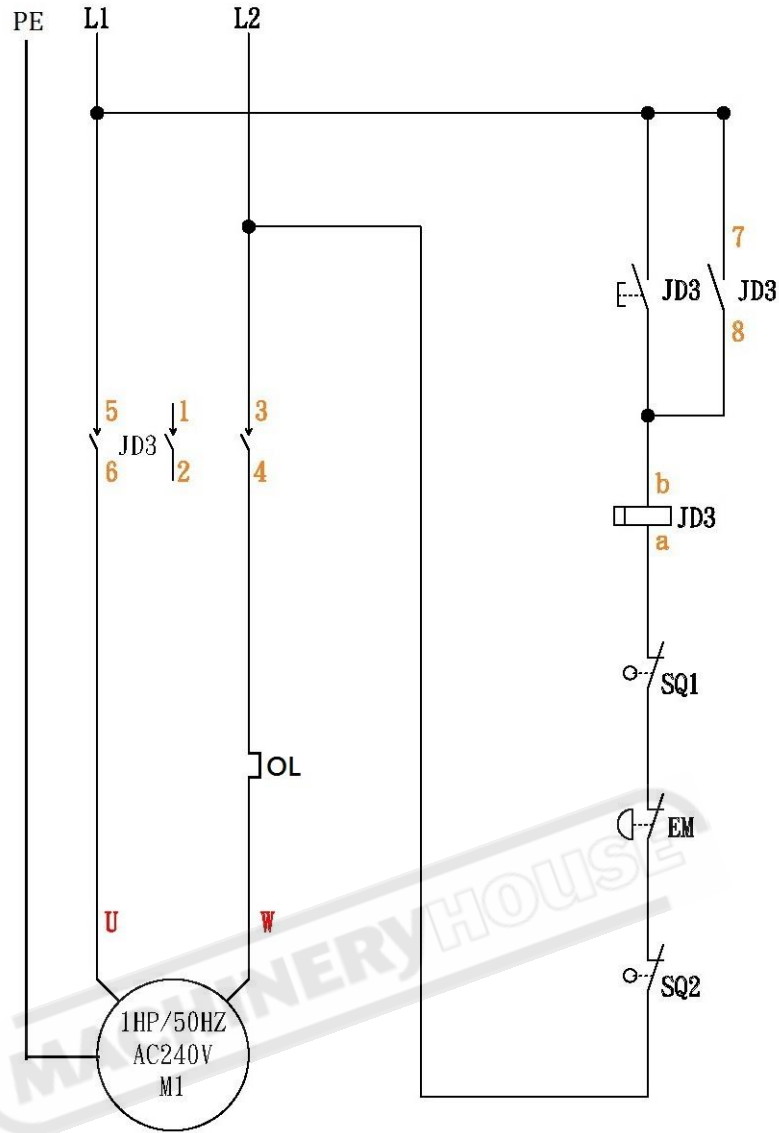 PE L1 L2
7
JD3 JD3
8
5 1 3
JD3
6 2 4
b
JD3
a
SQ1
OL
EM
U W
SQ2
1HP/50HZ
AC240V
M1
MACHINERYHOUSE